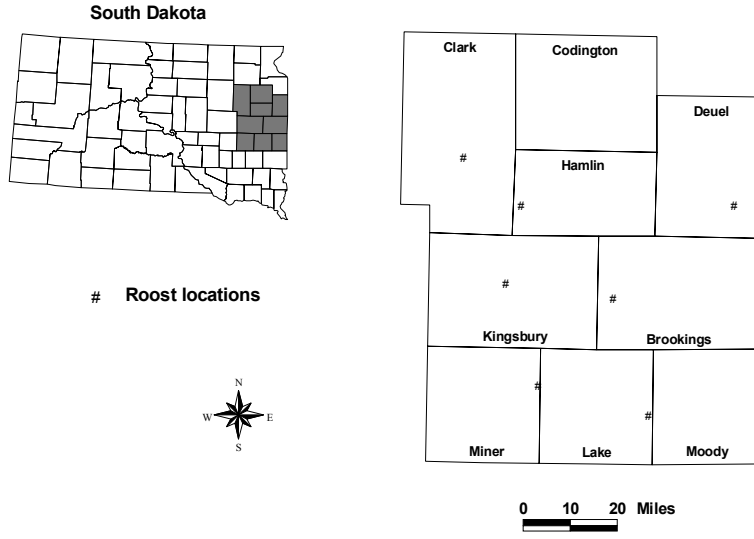 South Dakota
# Roost locations
N
W E
S
Clark Codington
Deuel
#
Hamlin
# #
#
#
Kingsbury Brookings
#
#
Miner Lake Moody
0 10 20 Miles